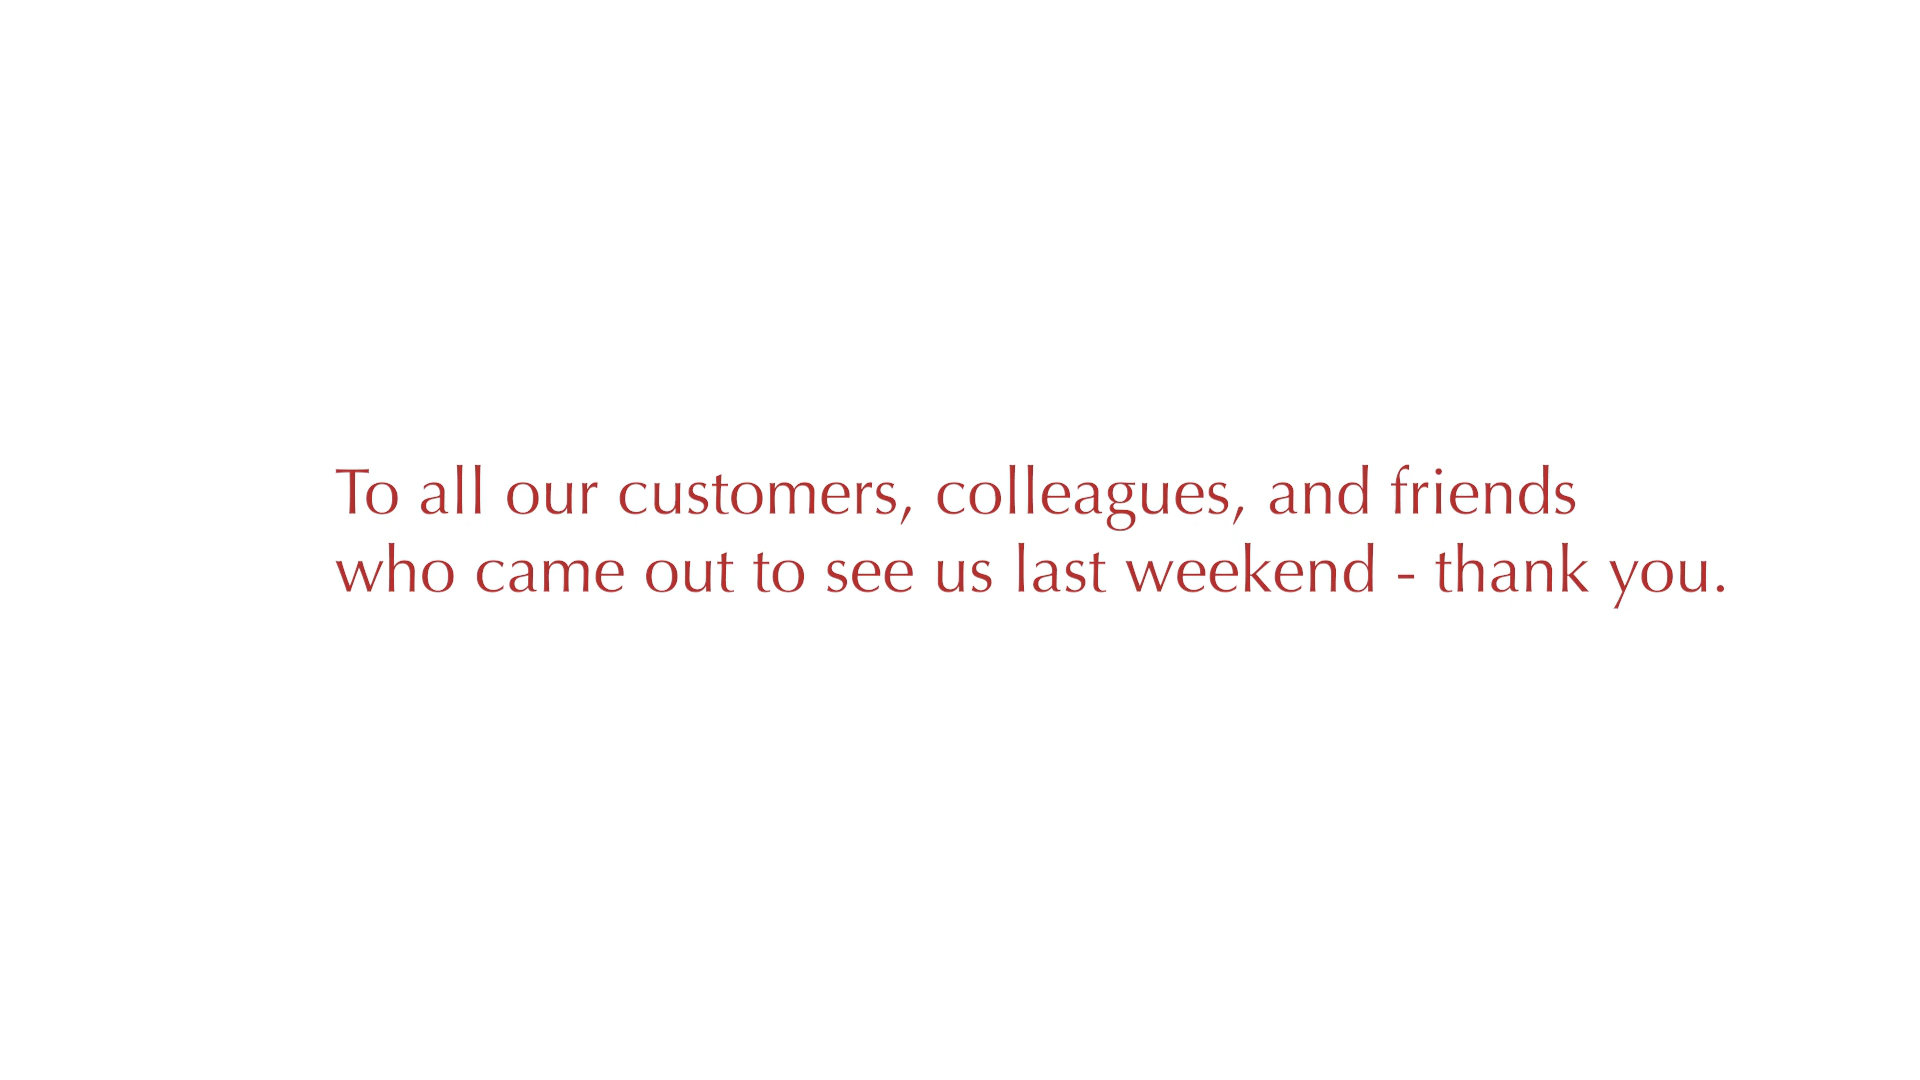 To all our customers, colleagues, and friends
who came out to see us last weekend - thank you.